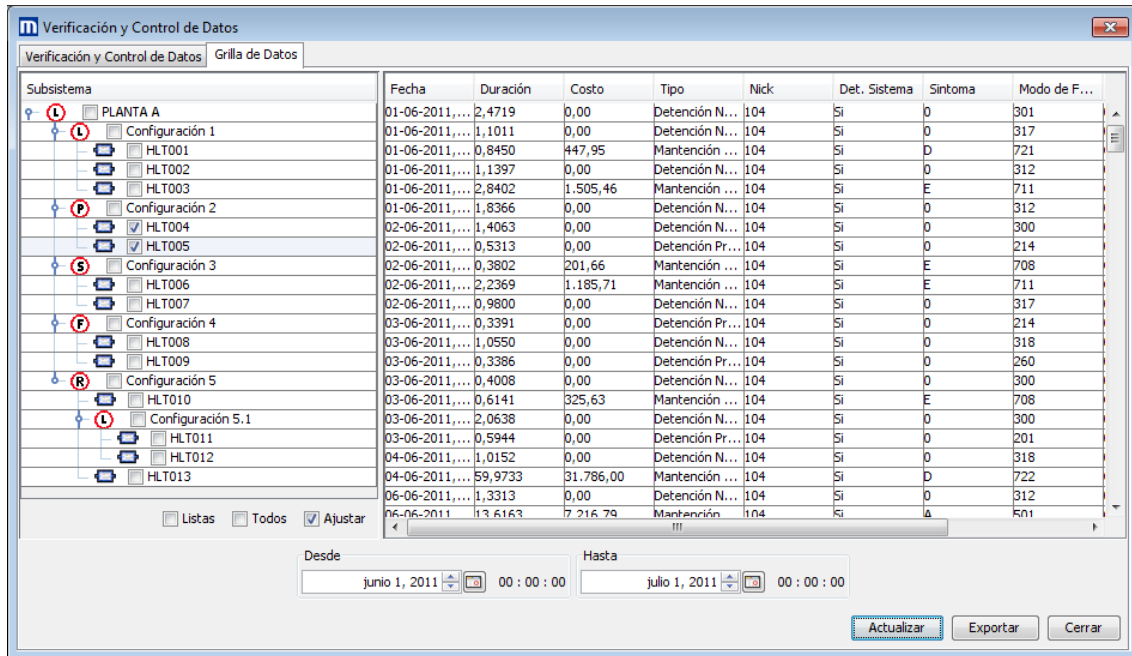 Verificación y Control de Datos
Verificación y Control de Datos Grilla de Datos
Subsistema
L PLANTA A
L Configuración 1
HLT001
HLT002
HLT003
P Configuración 2
HLT004
HLT005
S Configuración 3
HLT006
HLT007
F Configuración 4
HLT008
HLT009
R Configuración 5
HLT010
L Configuración 5.1
HLT011
HLT012
HLT013
Listas Todos Ajustar
Fecha Duración Costo Tipo Nick Det. Sistema Sintoma Modo de F...
01-06-2011,... 2,4719 0,00 Detención N... 104 Si 0 301
01-06-2011,... 1,1011 0,00 Detención N... 104 Si 0 317
01-06-2011,... 0,8450 447,95 Mantención ... 104 Si D 721
01-06-2011,... 1,1397 0,00 Detención N... 104 Si 0 312
01-06-2011,... 2,8402 1.505,46 Mantención ... 104 Si E 711
01-06-2011,... 1,8366 0,00 Detención N... 104 Si 0 312
02-06-2011,... 1,4063 0,00 Detención N... 104 Si 0 300
02-06-2011,... 0,5313 0,00 Detención Pr... 104 Si 0 214
02-06-2011,... 0,3802 201,66 Mantención ... 104 Si E 708
02-06-2011,... 2,2369 1.185,71 Mantención ... 104 Si E 711
02-06-2011,... 0,9800 0,00 Detención N... 104 Si 0 317
03-06-2011,... 0,3391 0,00 Detención Pr... 104 Si 0 214
03-06-2011,... 1,0550 0,00 Detención N... 104 Si 0 318
03-06-2011,... 0,3386 0,00 Detención Pr... 104 Si 0 260
03-06-2011,... 0,4008 0,00 Detención N... 104 Si 0 300
03-06-2011,... 0,6141 325,63 Mantención ... 104 Si E 708
03-06-2011,... 2,0638 0,00 Detención N... 104 Si 0 300
03-06-2011,... 0,5944 0,00 Detención Pr... 104 Si 0 201
04-06-2011,... 1,0152 0,00 Detención N... 104 Si 0 318
04-06-2011,... 59,9733 31.786,00 Mantención ... 104 Si D 722
06-06-2011,... 1,3313 0,00 Detención N... 104 Si 0 312
06-06-2011,... 13,6163 7.216,79 Mantención ... 104 Si A 501
Desde Hasta
junio 1, 2011 00 : 00 : 00 julio 1, 2011 00 : 00 : 00
Actualizar Exportar Cerrar